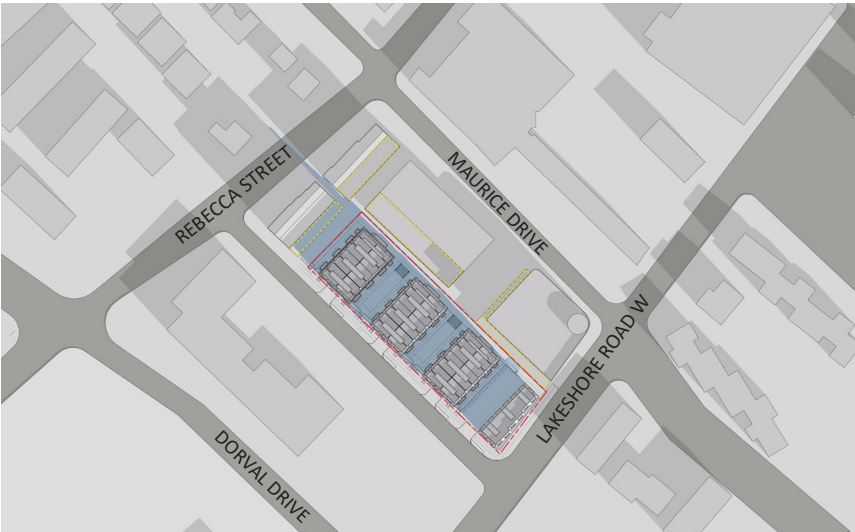 REBECCA STREET
MAURICE DRIVE
LAKESHORE ROAD W
DORVAL DRIVE